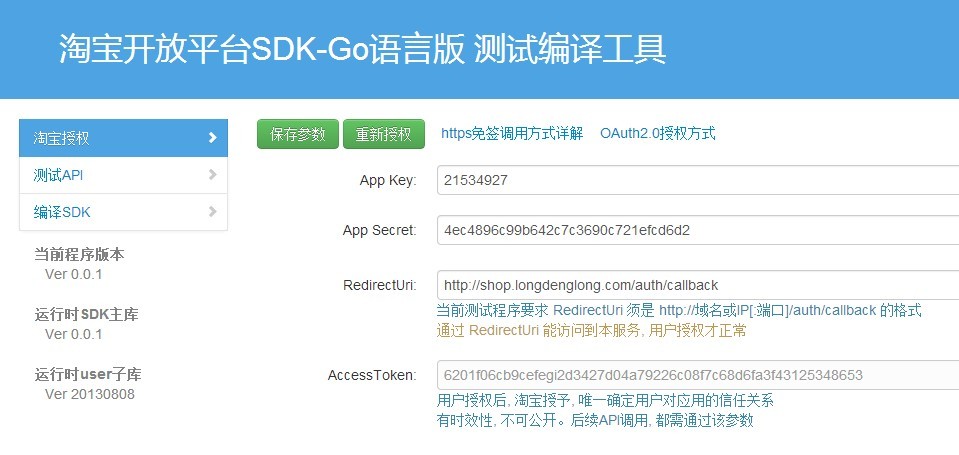 淘宝开放平台SDK-Go语言版 测试编译工具
淘宝授权
测试API
编译SDK
当前程序版本
Ver 0.0.1
运行时SDK主库
Ver 0.0.1
运行时user子库
Ver 20130808
保存参数 重新授权 https免签调用方式详解 OAuth2.0授权方式
App Key: 21534927
App Secret: 4ec4896c99b642c7c3690c721efcd6d2
RedirectUri: http://shop.longdenglong.com/auth/callback
当前测试程序要求 RedirectUri 须是 http://域名或IP[:端口]/auth/callback 的格式
通过 RedirectUri 能访问到本服务, 用户授权才正常
AccessToken: 6201f06cb9cefegi2d3427d04a79226c08f7c68d6fa3f43125348653
用户授权后, 淘宝授予, 唯一确定用户对应用的信任关系
有时效性, 不可公开。后续API调用, 都需通过该参数